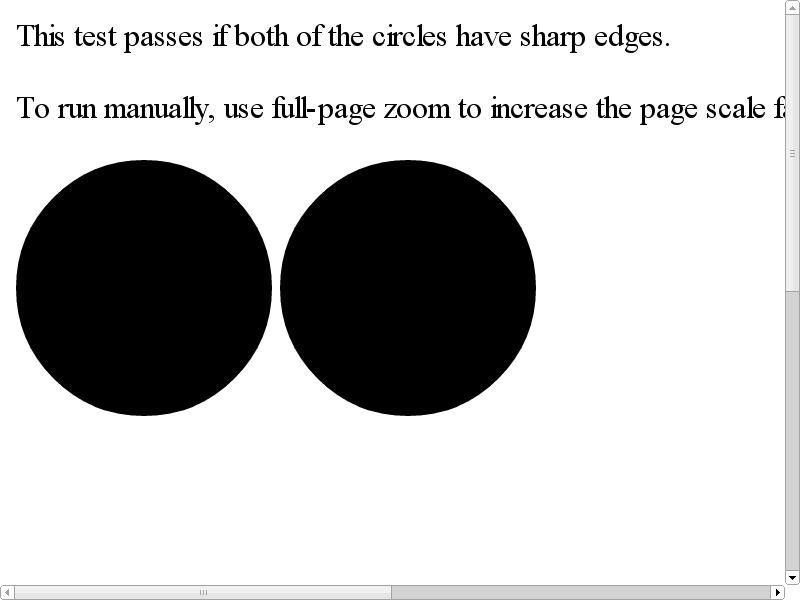 This test passes if both of the circles have sharp edges.
To run manually, use full-page zoom to increase the page scale